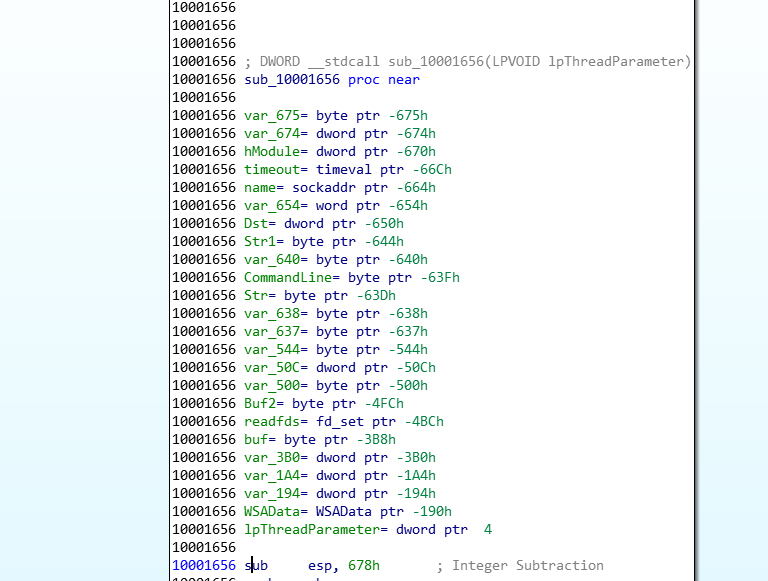 10001656
10001656
10001656
10001656 ; DWORD __stdcall sub_10001656(LPVOID lpThreadParameter)
10001656 sub_10001656 proc near
10001656
10001656 var_675= byte ptr -675h
10001656 var_674= dword ptr -674h
10001656 hModule= dword ptr -670h
10001656 timeout= timeval ptr -66Ch
10001656 name= sockaddr ptr -664h
10001656 var_654= word ptr -654h
10001656 Dst= dword ptr -650h
10001656 Str1= byte ptr -644h
10001656 var_640= byte ptr -640h
10001656 CommandLine= byte ptr -63Fh
10001656 Str= byte ptr -63Dh
10001656 var_638= byte ptr -638h
10001656 var_637= byte ptr -637h
10001656 var_544= byte ptr -544h
10001656 var_50C= dword ptr -50Ch
10001656 var_500= byte ptr -500h
10001656 Buf2= byte ptr -4FCh
10001656 readfds= fd_set ptr -4BCh
10001656 buf= byte ptr -3B8h
10001656 var_3B0= dword ptr -3B0h
10001656 var_1A4= dword ptr -1A4h
10001656 var_194= dword ptr -194h
10001656 WSAData= WSAData ptr -190h
10001656 lpThreadParameter= dword ptr  4
10001656
10001656 sub     esp, 678h       ; Integer Subtraction